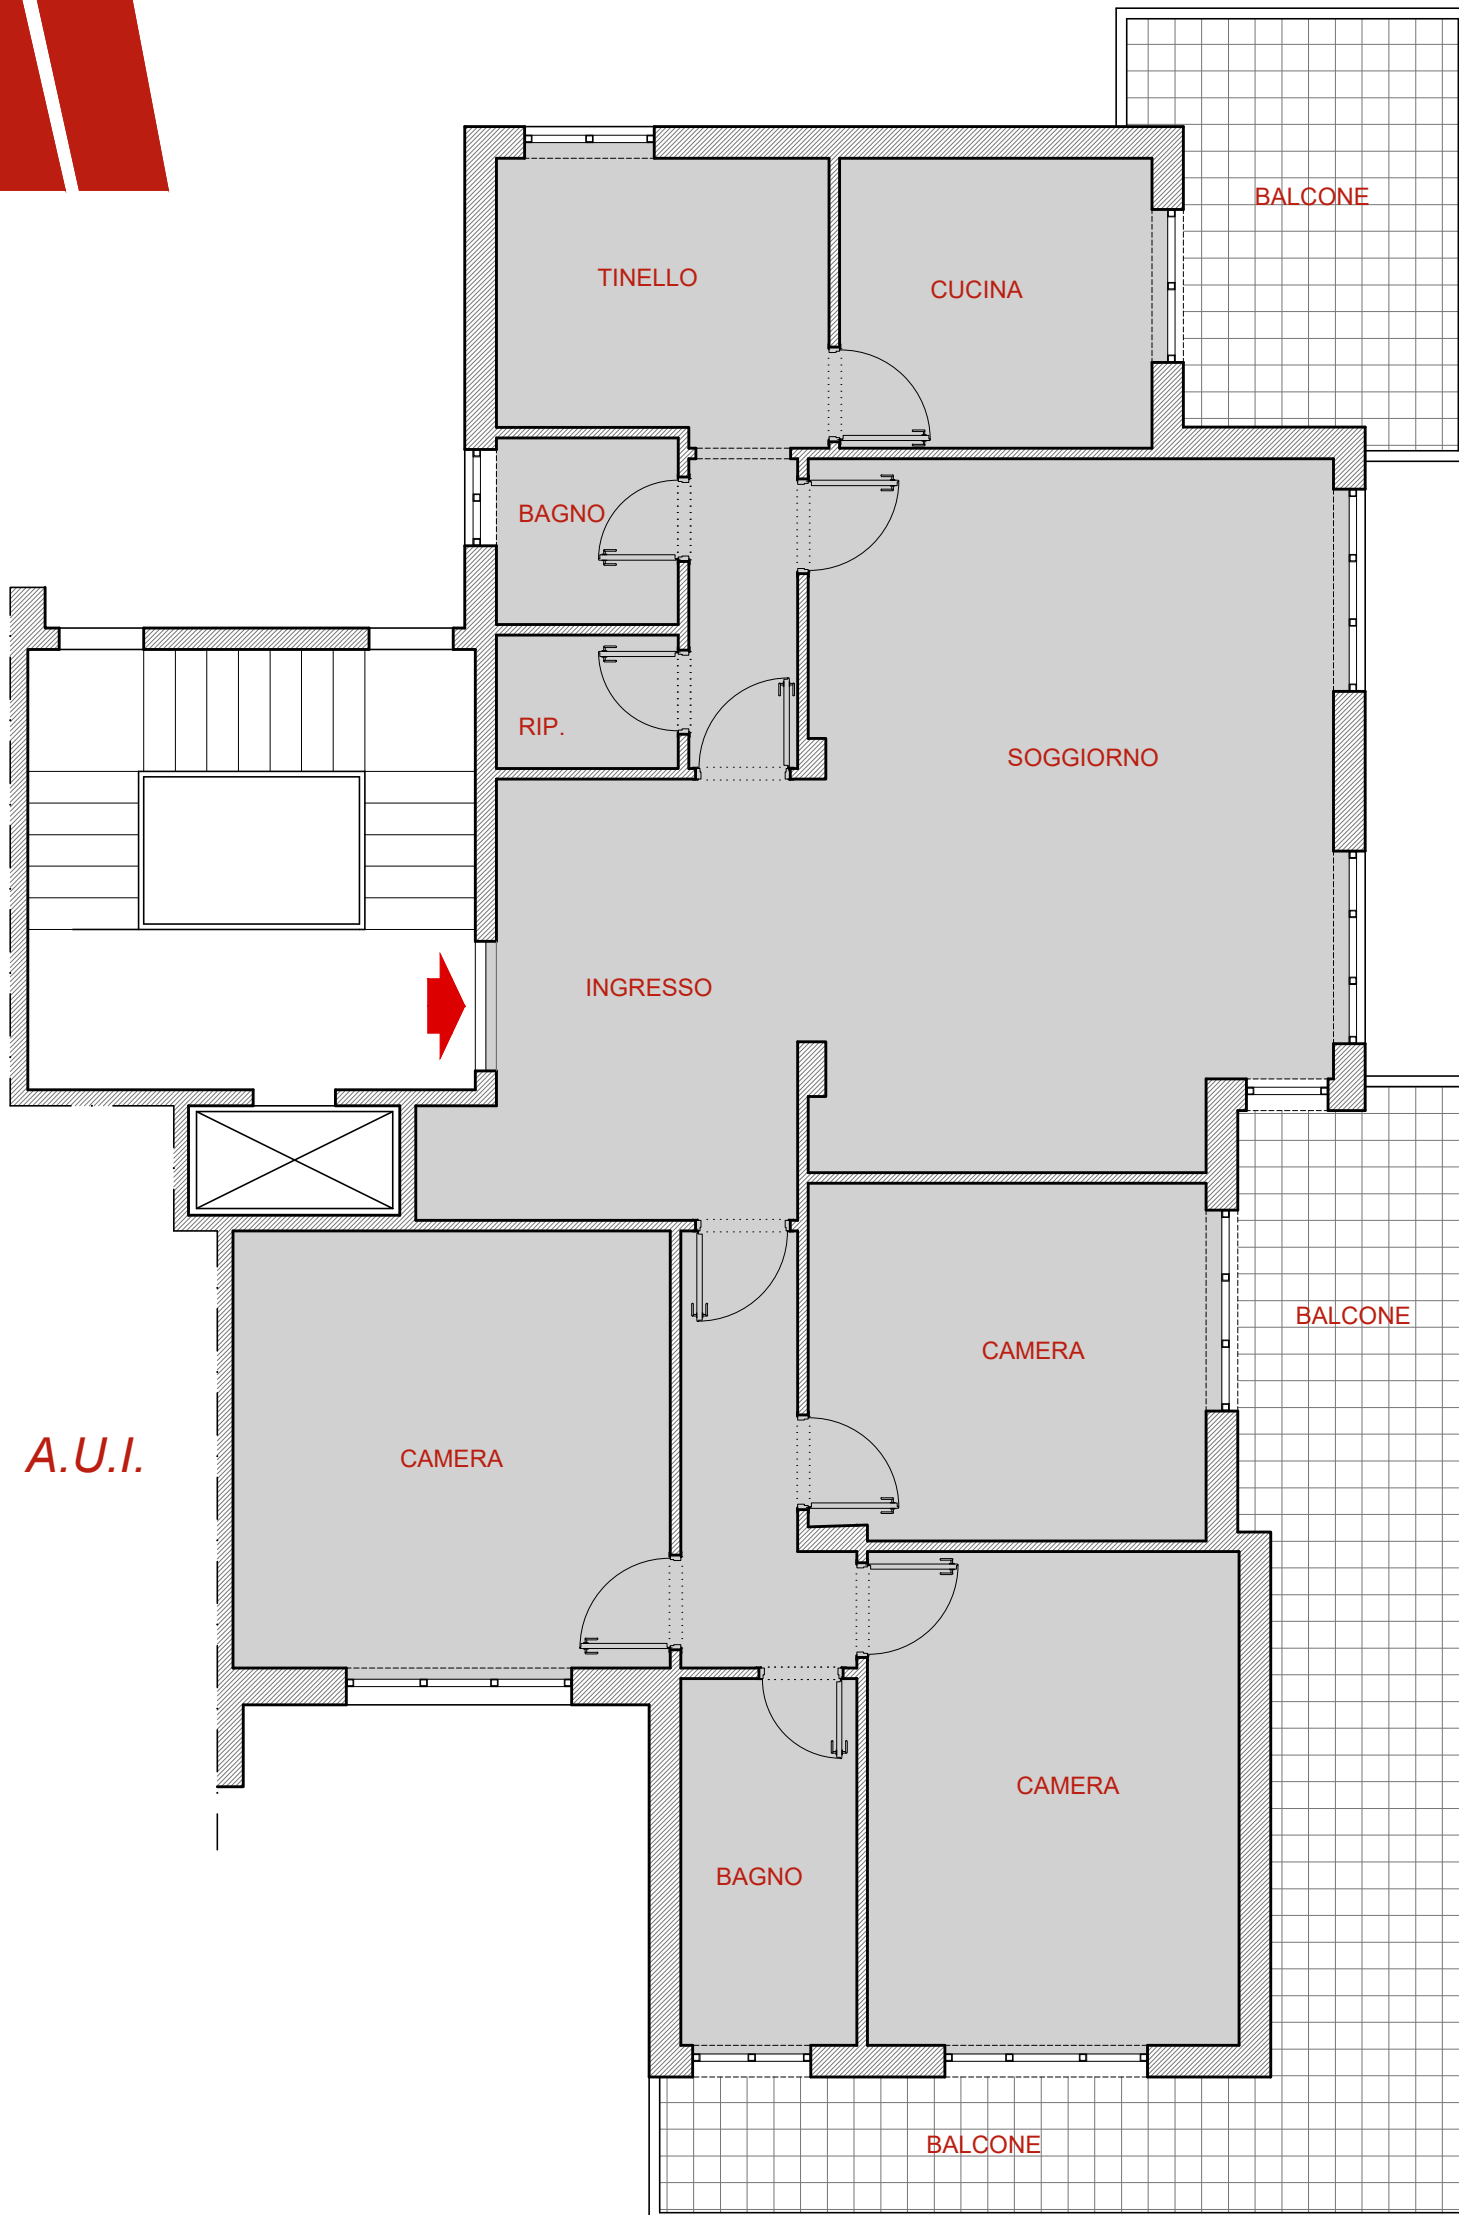 BALCONE
TINELLO
CUCINA
BAGNO
RIP.
SOGGIORNO
INGRESSO
BALCONE
CAMERA
A.U.I.
CAMERA
CAMERA
BAGNO
BALCONE